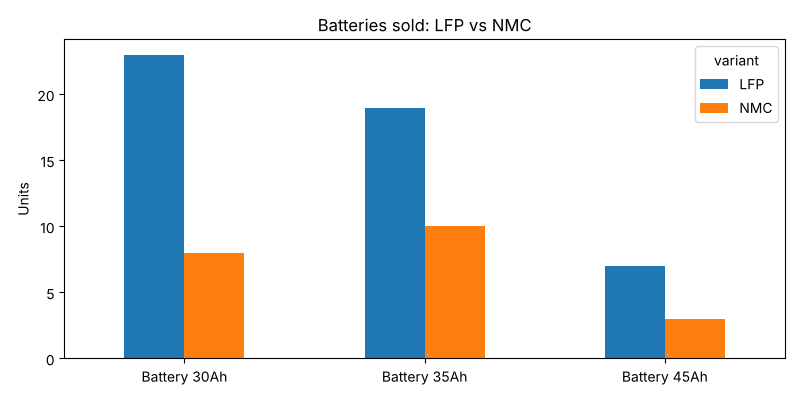 Batteries sold: LFP vs NMC
variant
LFP
NMC
Units
20
15
10
5
0
Battery 30Ah
Battery 35Ah
Battery 45Ah